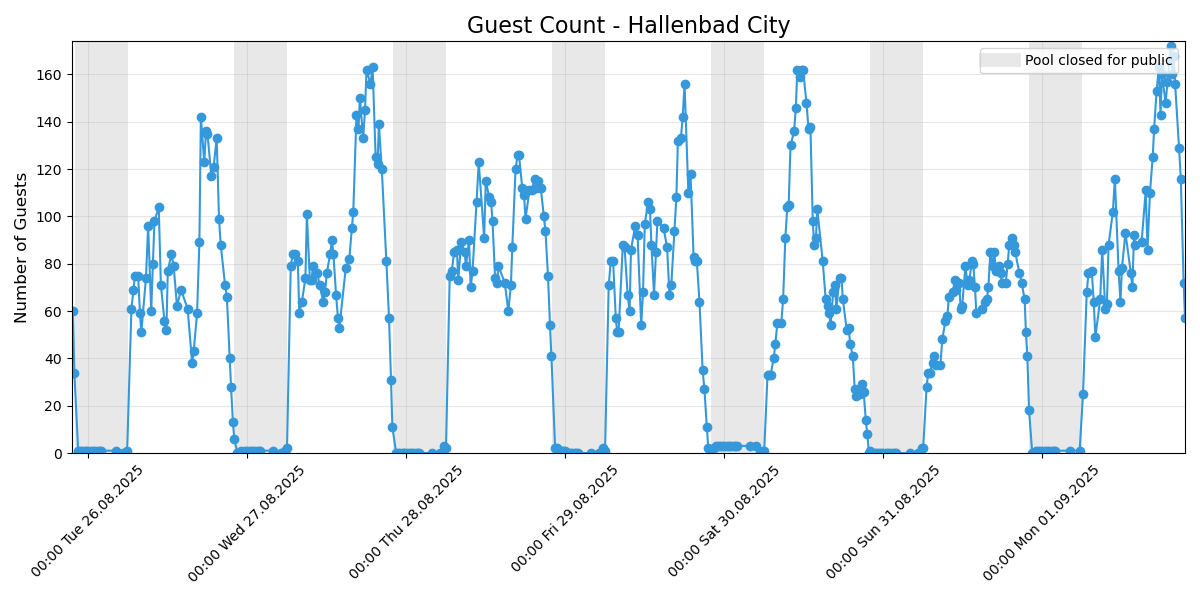 Guest Count - Hallenbad City
Pool closed for public
Number of Guests
160
140
120
100
80
60
40
20
0
00:00 Tue 26.08.2025
00:00 Wed 27.08.2025
00:00 Thu 28.08.2025
00:00 Fri 29.08.2025
00:00 Sat 30.08.2025
00:00 Sun 31.08.2025
00:00 Mon 01.09.2025